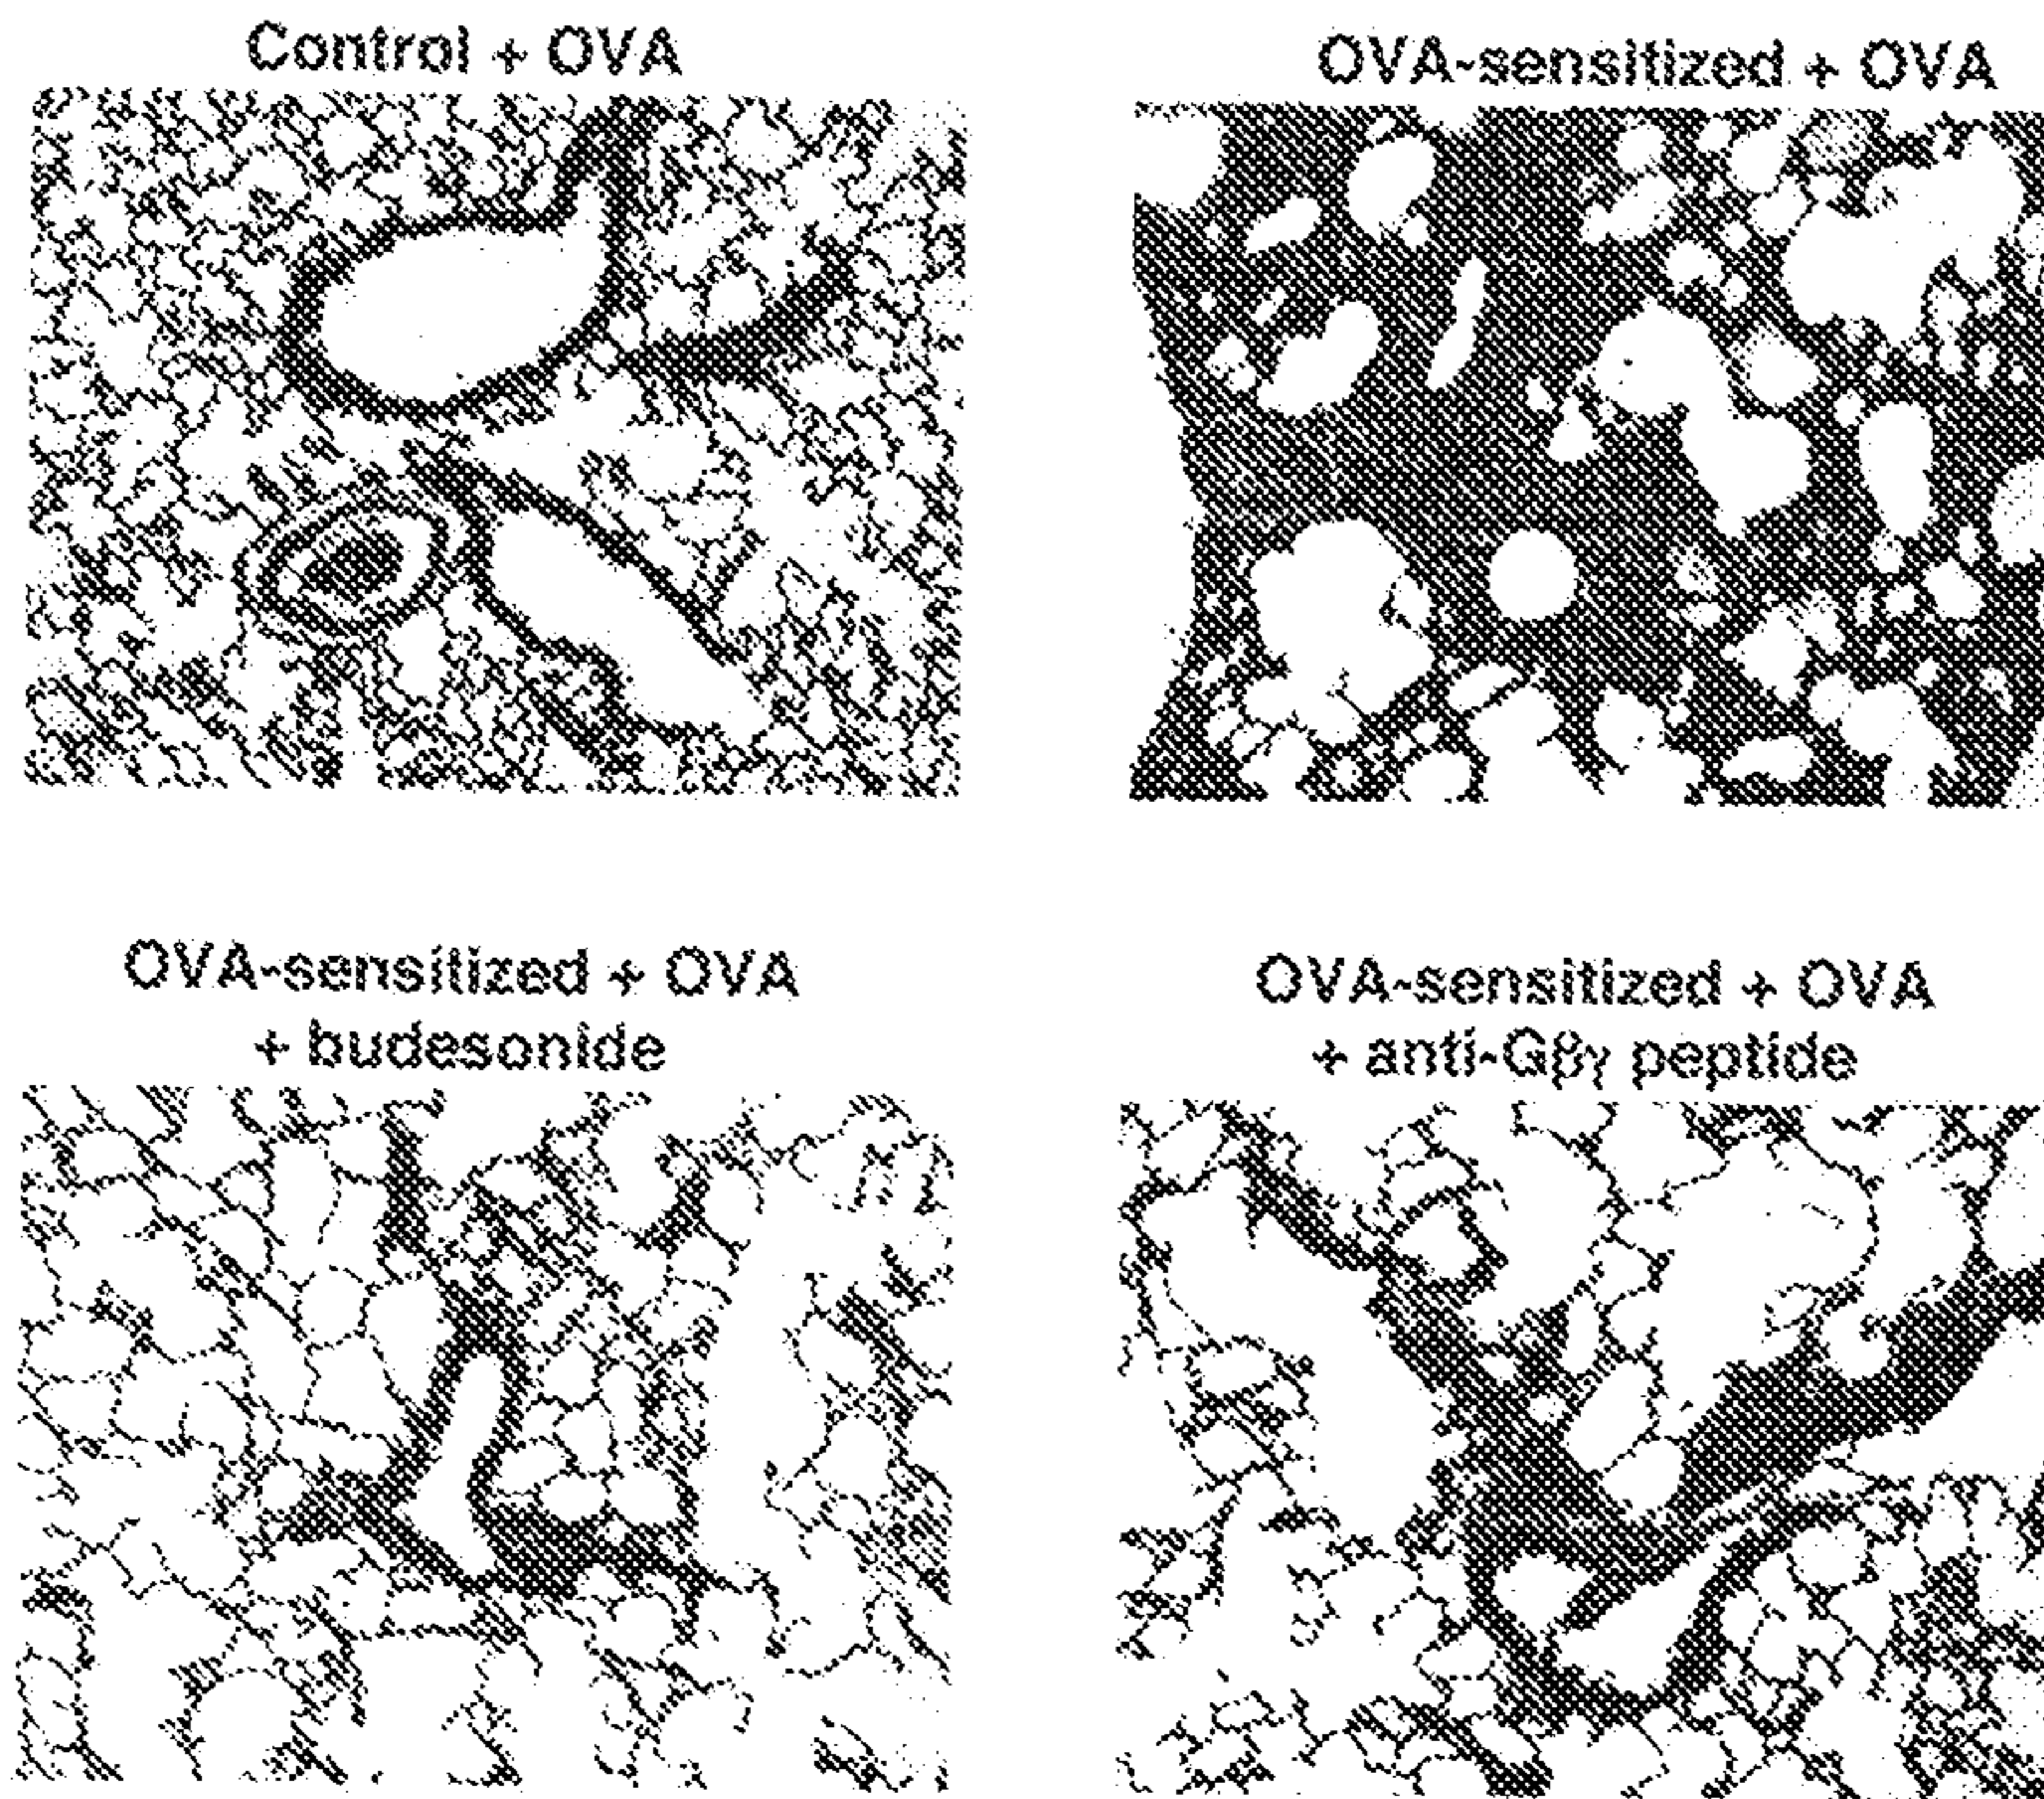 Control + OVA
OVA-sensitized + OVA
OVA-sensitized + OVA
+ budesonide
OVA-sensitized + OVA
+ anti-Gβγ peptide